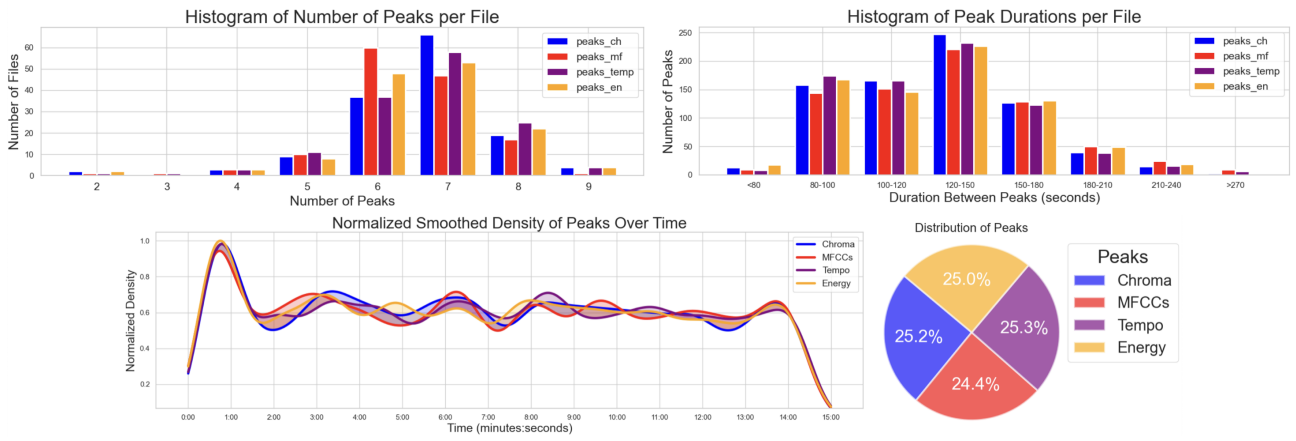 Histogram of Number of Peaks per File
Number of Files
60
50
40
30
20
10
0
peaks_ch
peaks_mf
peaks_temp
peaks_en
2 3 4 5 6 7 8 9
Number of Peaks
Histogram of Peak Durations per File
Number of Peaks
250
200
150
100
50
0
peaks_ch
peaks_mf
peaks_temp
peaks_en
<80 80-100 100-120 120-150 150-180 180-210 210-240 >270
Duration Between Peaks (seconds)
Normalized Smoothed Density of Peaks Over Time
Normalized Density
1.0
0.8
0.6
0.4
0.2
Chroma
MFCCs
Tempo
Energy
0:00 1:00 2:00 3:00 4:00 5:00 6:00 7:00 8:00 9:00 10:00 11:00 12:00 13:00 14:00 15:00
Time (minutes:seconds)
Distribution of Peaks
25.0%
25.2%
25.3%
24.4%
Peaks
Chroma
MFCCs
Tempo
Energy